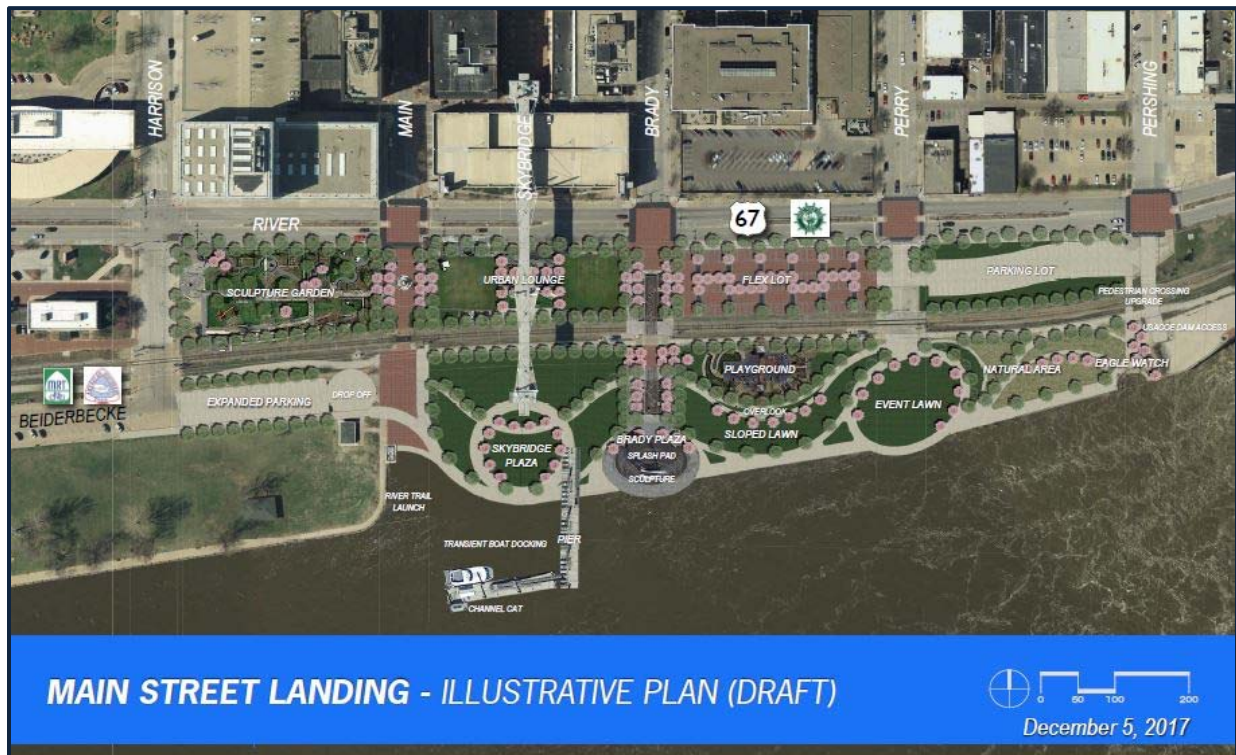 HARRISON
MAIN
SKYBRIDGE
BRADY
PERRY
PERSHING
RIVER
67
SCULPTURE GARDEN
URBAN LOUNGE
FLEX LOT
PARKING LOT
PEDESTRIAN CROSSING
UPGRADE
USACOE DAM ACCESS
MRT
BEIDERBECKE
EXPANDED PARKING
DROP OFF
PLAYGROUND
NATURAL AREA
EAGLE WATCH
OVERLOOK
EVENT LAWN
SLOPED LAWN
SKYBRIDGE
PLAZA
BRADY PLAZA
SPLASH PAD
SCULPTURE
RIVER TRAIL
LAUNCH
PIER
TRANSIENT BOAT DOCKING
CHANNEL CAT
MAIN STREET LANDING - ILLUSTRATIVE PLAN (DRAFT)
0 50 100 200
December 5, 2017